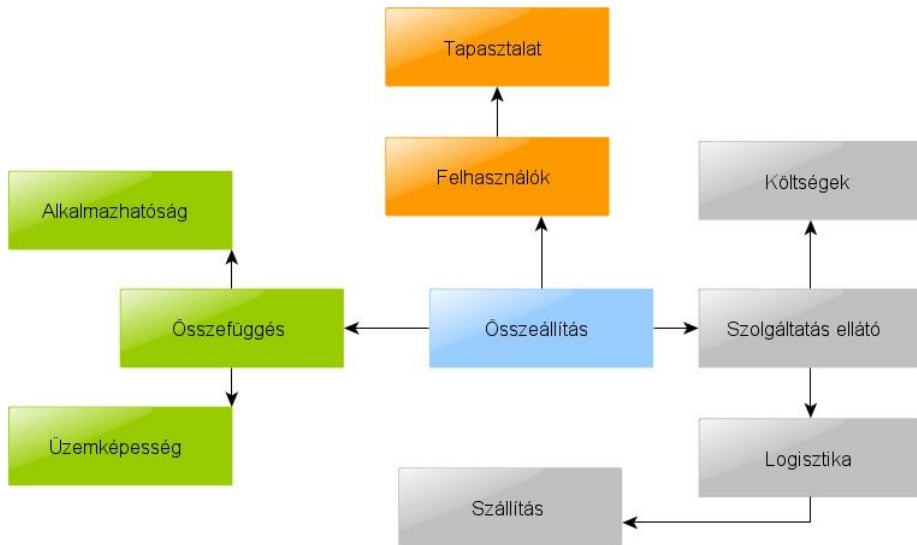 Tapasztalat
Felhasználók
Költségek
Alkalmazhatóság
Összefüggés
Összeállítás
Szolgáltatás ellátó
Üzemképesség
Logisztika
Szállítás